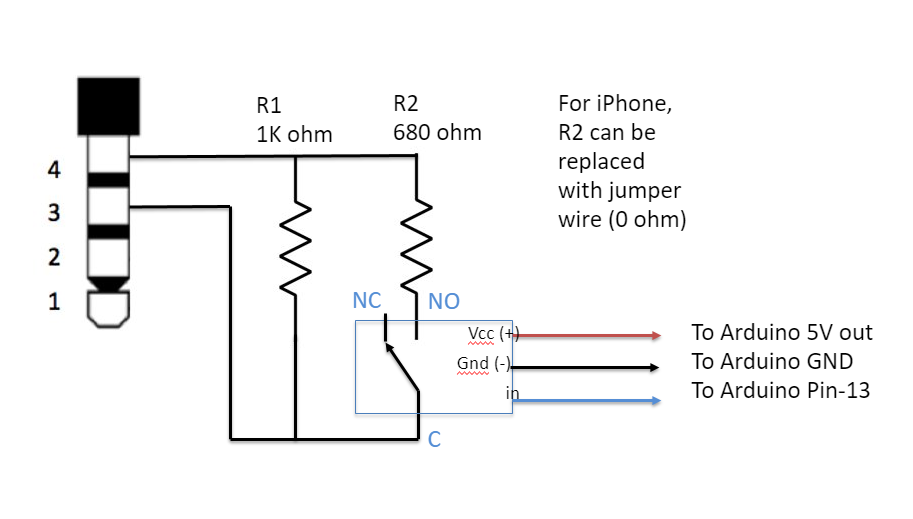 R1
1K ohm
R2
680 ohm
For iPhone,
R2 can be
replaced
with jumper
wire (0 ohm)
4
3
2
1
NC
NO
Vcc (+)
Gnd (-)
in
C
To Arduino 5V out
To Arduino GND
To Arduino Pin-13